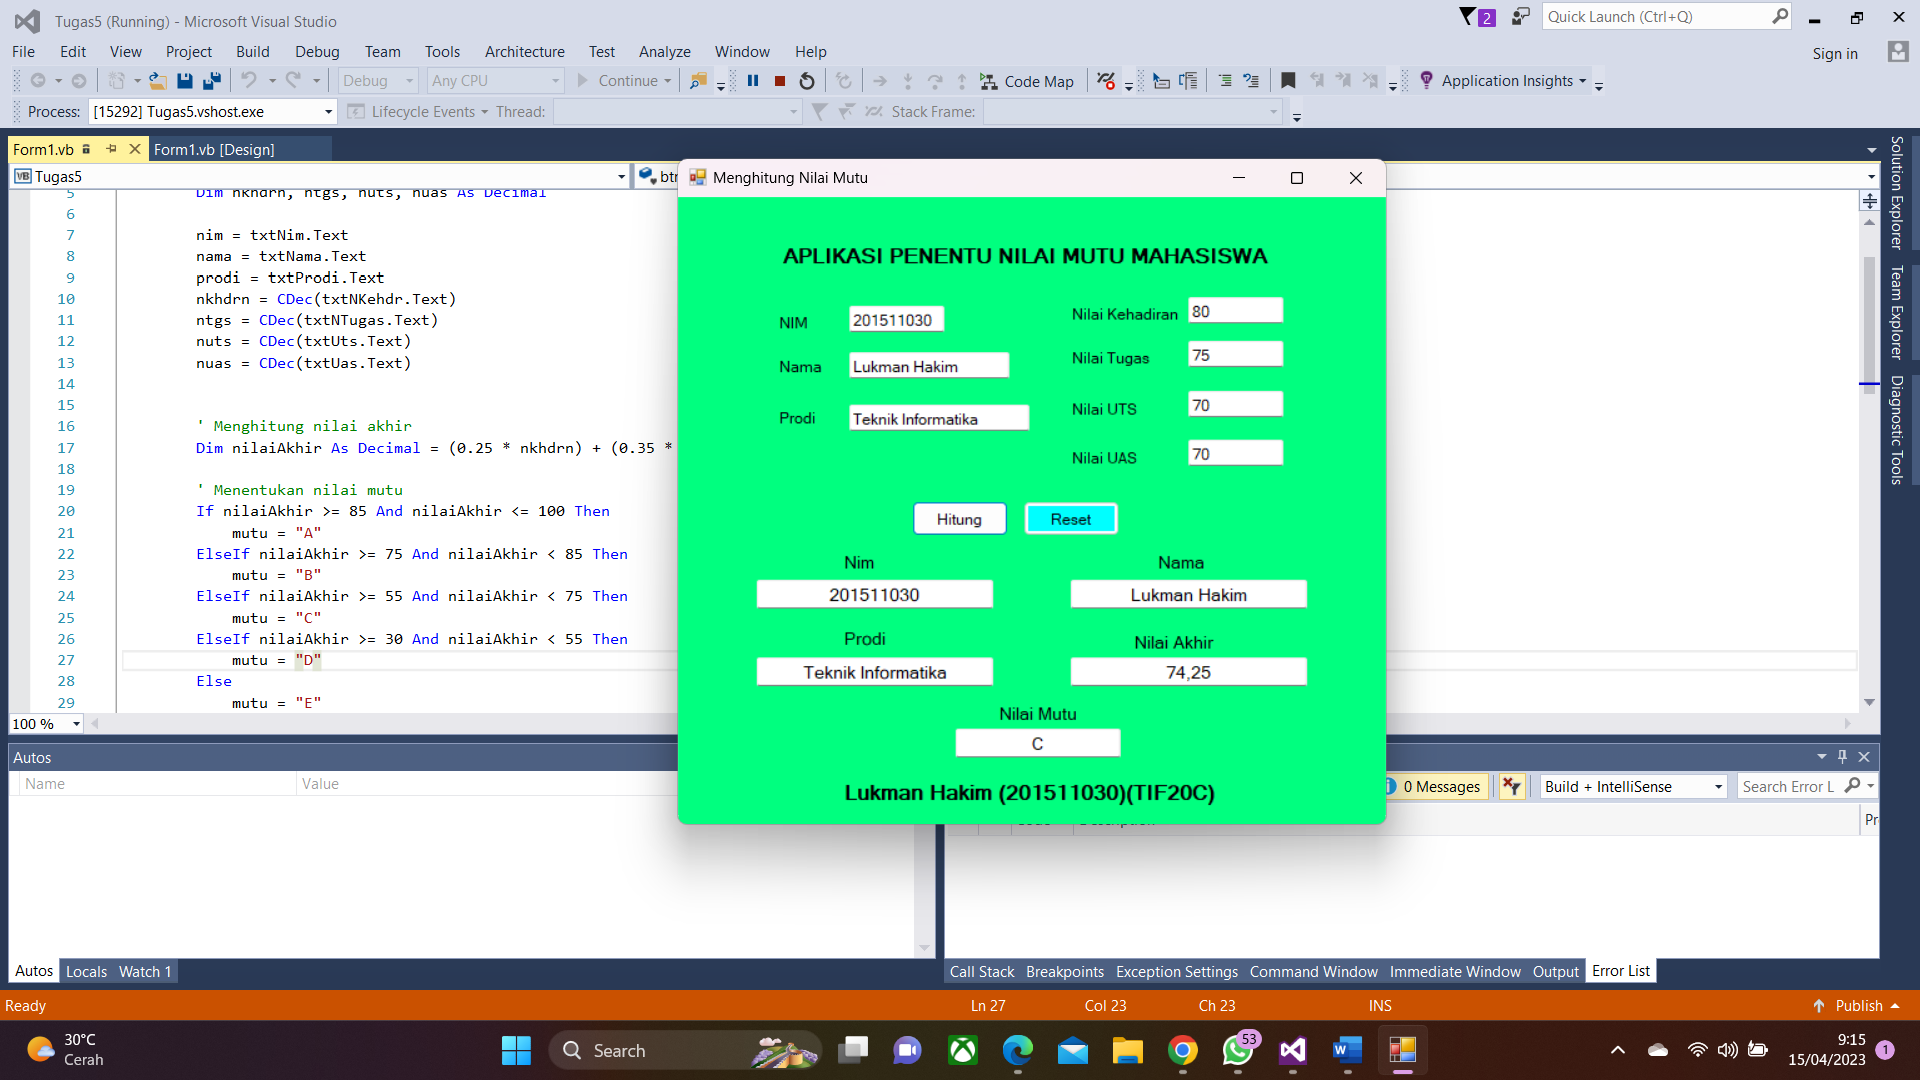 Tugas5 (Running) - Microsoft Visual Studio
2
Quick Launch (Ctrl+Q)
File Edit View Project Build Debug Team Tools Architecture Test Analyze Window Help
Sign in
Debug Any CPU Continue Code Map Application Insights
Process: [15292] Tugas5.vshost.exe Lifecycle Events Thread: Stack Frame:
Form1.vb Form1.vb [Design]
VB Tugas5
5 Dim nkhdrn, ntgs, nuts, nuas As Decimal
6
7 nim = txtNim.Text
8 nama = txtNama.Text
9 prodi = txtProdi.Text
10 nkhdrn = CDec(txtNKehdr.Text)
11 ntgs = CDec(txtNTugas.Text)
12 nuts = CDec(txtUts.Text)
13 nuas = CDec(txtUas.Text)
14
15
16 ' Menghitung nilai akhir
17 Dim nilaiAkhir As Decimal = (0.25 * nkhdrn) + (0.35 *
18
19 ' Menentukan nilai mutu
20 If nilaiAkhir >= 85 And nilaiAkhir <= 100 Then
21 mutu = "A"
22 ElseIf nilaiAkhir >= 75 And nilaiAkhir < 85 Then
23 mutu = "B"
24 ElseIf nilaiAkhir >= 55 And nilaiAkhir < 75 Then
25 mutu = "C"
26 ElseIf nilaiAkhir >= 30 And nilaiAkhir < 55 Then
27 mutu = "D"
28 Else
29 mutu = "E"
100 %
Menghitung Nilai Mutu
APLIKASI PENENTU NILAI MUTU MAHASISWA
NIM 201511030
Nama Lukman Hakim
Prodi Teknik Informatika
Nilai Kehadiran 80
Nilai Tugas 75
Nilai UTS 70
Nilai UAS 70
Hitung Reset
Nim Nama
201511030 Lukman Hakim
Prodi Nilai Akhir
Teknik Informatika 74,25
Nilai Mutu
C
Lukman Hakim (201511030)(TIF20C)
Solution Explorer
Team Explorer
Diagnostic Tools
Autos
Name Value
0 Messages Build + IntelliSense Search Error L
Autos Locals Watch 1
Call Stack Breakpoints Exception Settings Command Window Immediate Window Output Error List
Ready Ln 27 Col 23 Ch 23 INS Publish
30°C
Cerah
Search
53
9:15
15/04/2023
1